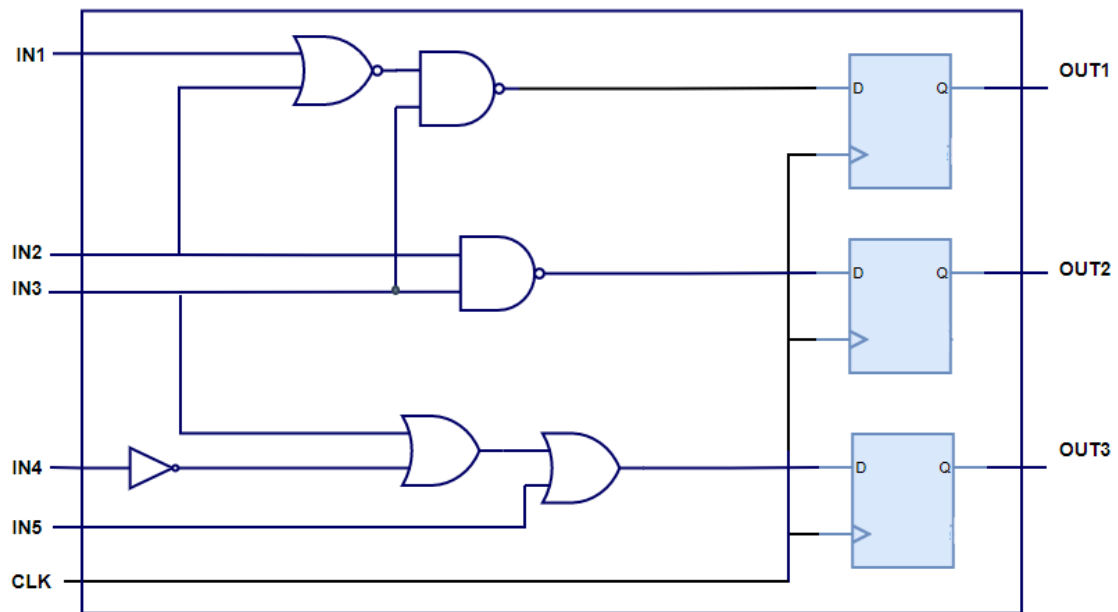 IN1
OUT1
D Q
IN2
IN3
OUT2
D Q
IN4
OUT3
D Q
IN5
CLK